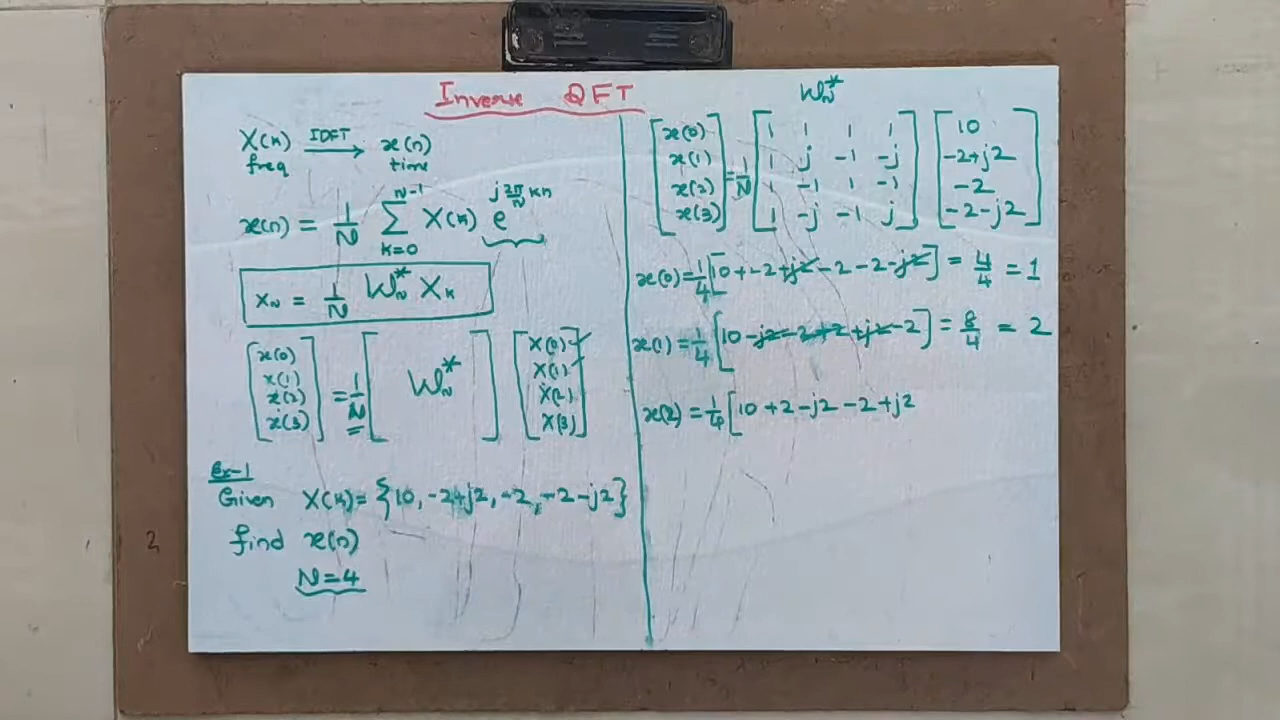 Inverse DFT
X(k) IDFT→ x(n)
freq time
x(n) = 1/N N-1 ∑ k=0 X(k) e^(j 2π/N kn)
x_N = 1/N W_N^* X_k
[x(0) x(1) x(2) x(3)] = 1/N [ W_N^* ] [X(0) X(1) X(2) X(3)]
Ex-1
Given X(k) = {10, -2+j2, -2, -2-j2}
find x(n)
N=4
W_N^*
x(0) 1 1 1 1 10
x(1) = 1/N 1 j -1 -j -2+j2
x(2) 1 -1 1 -1 -2
x(3) 1 -j -1 j -2-j2
x(0) = 1/4 [10 + -2 + j2 - 2 - 2 - j2] = 4/4 = 1
x(1) = 1/4 [10 - j2 - 2 + 2 + j2 - 2] = 8/4 = 2
x(2) = 1/4 [10 + 2 - j2 - 2 + j2
2